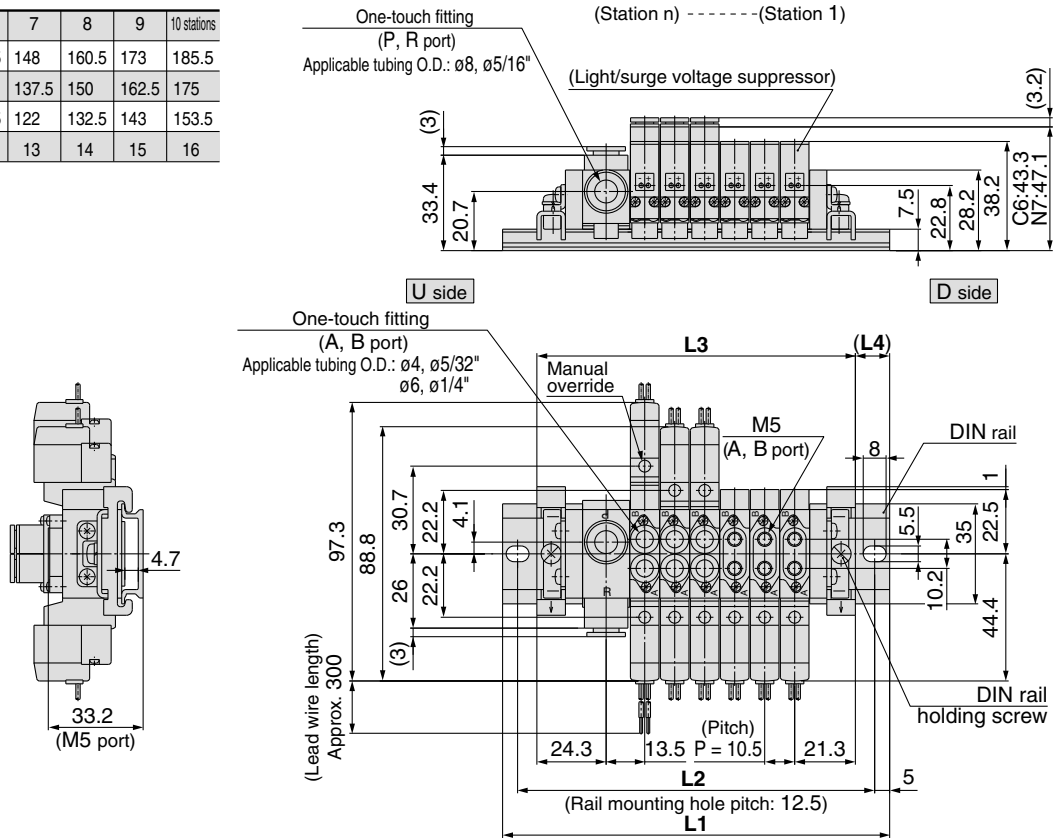 7 8 9 10 stations
148 160.5 173 185.5
137.5 150 162.5 175
122 132.5 143 153.5
13 14 15 16
One-touch fitting
(P, R port)
Applicable tubing O.D.: ø8, ø5/16"
(Station n) -------(Station 1)
(Light/surge voltage suppressor)
(3)
33.4
20.7
(3.2)
7.5
22.8
28.2
38.2
C6:43.3
N7:47.1
U side
D side
One-touch fitting
(A, B port)
Applicable tubing O.D.: ø4, ø5/32"
ø6, ø1/4"
Manual
override
L3
(L4)
M5
(A, B port)
DIN rail
8
1
97.3
88.8
30.7
22.2
4.1
26
22.2
(3)
5.5
35
22.5
10.2
44.4
B B B B B B
R
A A A A A A
4.7
33.2
(M5 port)
(Lead wire length)
Approx. 300
DIN rail
holding screw
24.3
13.5
(Pitch)
P = 10.5
21.3
L2
5
(Rail mounting hole pitch: 12.5)
L1